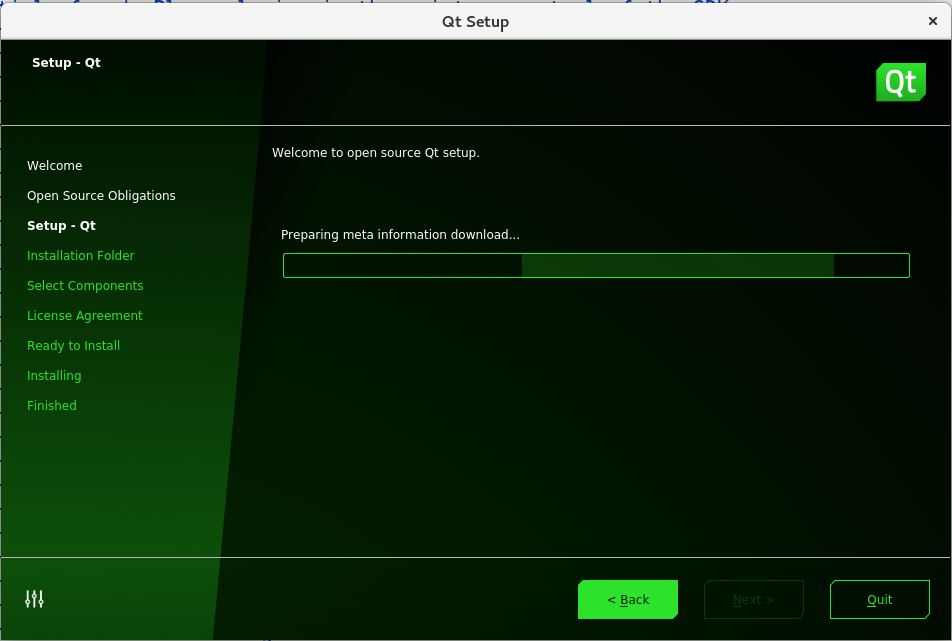 Qt Setup
Setup - Qt
Qt
Welcome
Open Source Obligations
Setup - Qt
Installation Folder
Select Components
License Agreement
Ready to Install
Installing
Finished
Welcome to open source Qt setup.
Preparing meta information download...
< Back
Next >
Quit